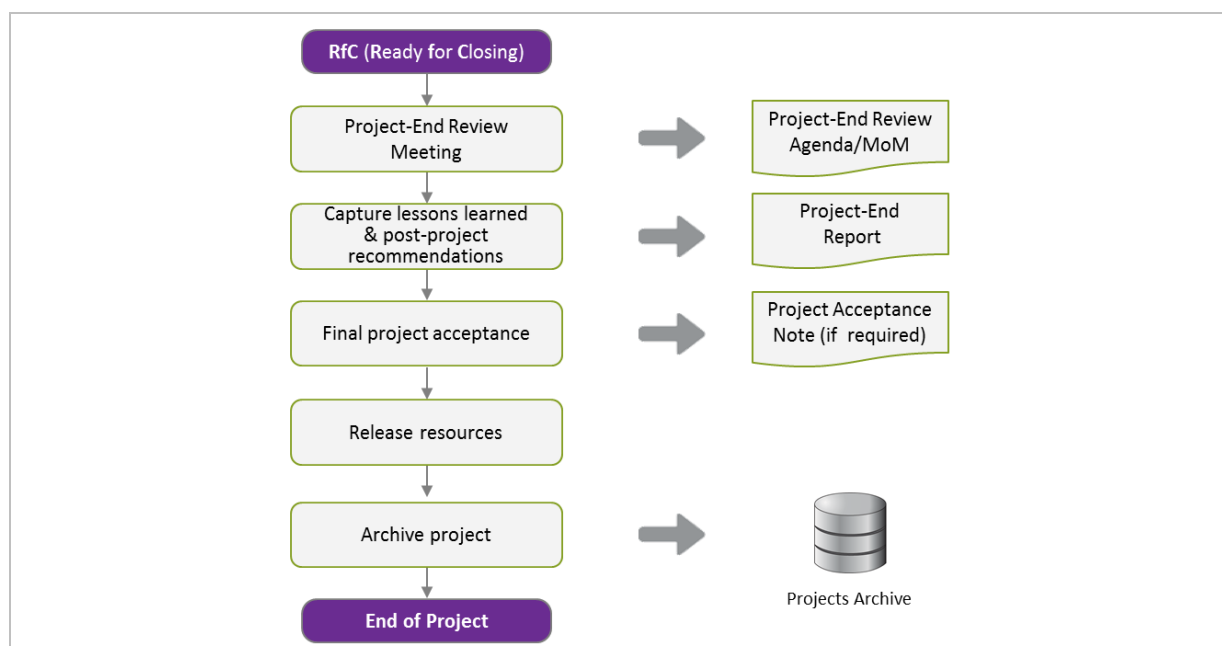 RfC (Ready for Closing)
Project-End Review
Meeting
Project-End Review
Agenda/MoM
Capture lessons learned
& post-project
recommendations
Project-End
Report
Final project acceptance
Project Acceptance
Note (if required)
Release resources
Archive project
Projects Archive
End of Project